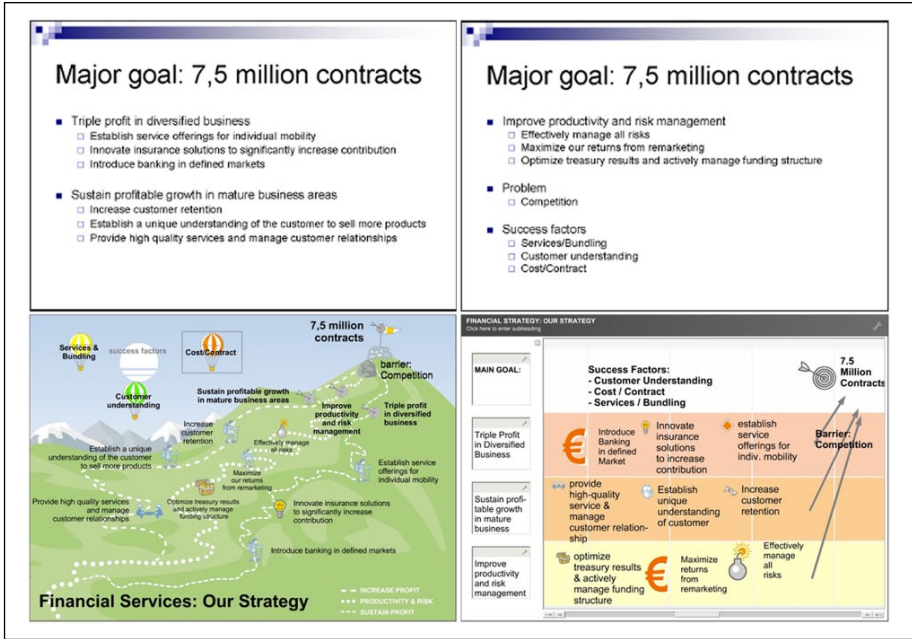 Major goal: 7,5 million contracts
Triple profit in diversified business
Establish service offerings for individual mobility
Innovate insurance solutions to significantly increase contribution
Introduce banking in defined markets
Sustain profitable growth in mature business areas
Increase customer retention
Establish a unique understanding of the customer to sell more products
Provide high quality services and manage customer relationships
Major goal: 7,5 million contracts
Improve productivity and risk management
Effectively manage all risks
Maximize our returns from remarketing
Optimize treasury results and actively manage funding structure
Problem
Competition
Success factors
Services/Bundling
Customer understanding
Cost/Contract
7,5 million
contracts
Services &
Bundling
success factors
Cost/Contract
barrier:
Competition
Customer
understanding
Sustain profitable growth
in mature business areas
Improve
productivity
and risk
management
Triple profit
in diversified
business
Increase
customer
retention
Effectively manage
all risks
Establish a unique
understanding of the customer
to sell more products
Maximize
our returns
from remarketing
Establish service
offerings for
individual mobility
Provide high quality services
and manage
customer relationships
Optimize treasury results
and actively manage
funding structure
Innovate insurance solutions
to significantly increase
contribution
Introduce banking in defined markets
Financial Services: Our Strategy
INCREASE PROFIT
PRODUCTIVITY & RISK
SUSTAIN PROFIT
FINANCIAL STRATEGY: OUR STRATEGY
Click here to enter subheading
MAIN GOAL:
Success Factors:
- Customer Understanding
- Cost / Contract
- Services / Bundling
7.5
Million
Contracts
Triple Profit
in Diversified
Business
€
Introduce
Banking
in defined
Market
Innovate
insurance
solutions
to increase
contribution
establish
service
offerings for
indiv. mobility
Barrier:
Competition
Sustain profi-
table growth
in mature
business
provide
high-quality
service &
manage
customer relation-
ship
Establish
unique
understanding
of customer
Increase
customer
retention
Improve
productivity
and risk
management
optimize
treasury results
& actively
manage funding
structure
€
Maximize
returns
from
remarketing
Effectively
manage
all
risks